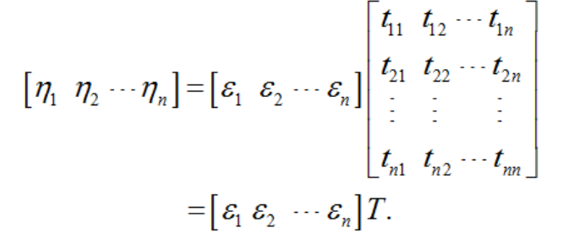 [η₁ η₂ ⋯ ηₙ] = [ε₁ ε₂ ⋯ εₙ] [
t₁₁ t₁₂ ⋯ t₁ₙ
t₂₁ t₂₂ ⋯ t₂ₙ
⋮ ⋮ ⋮
tₙ₁ tₙ₂ ⋯ tₙₙ
]
= [ε₁ ε₂ ⋯ εₙ] T.